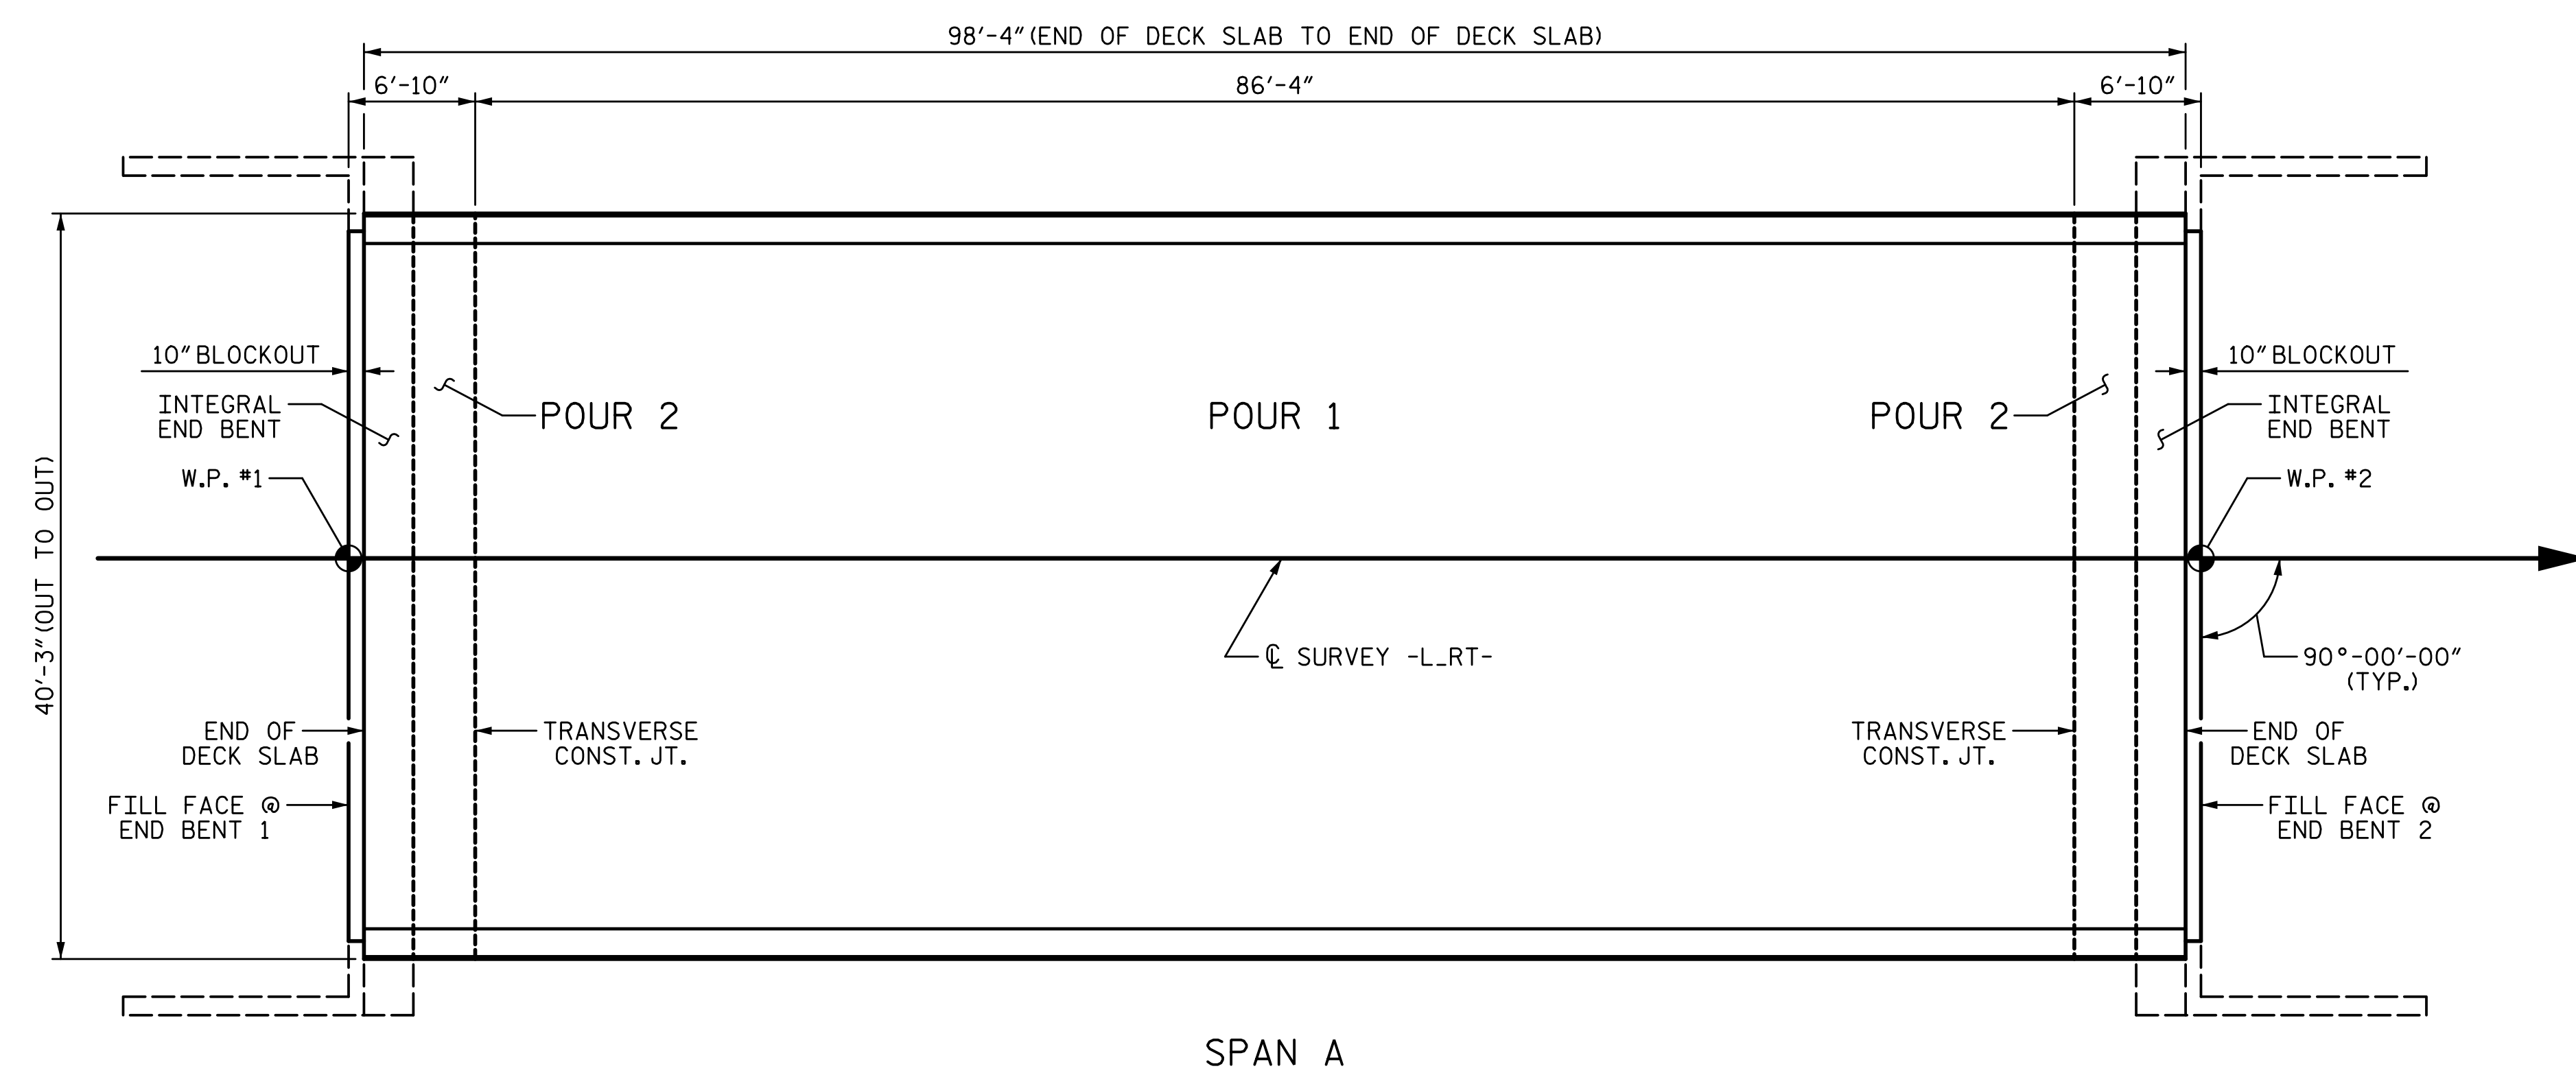 98'-4" (END OF DECK SLAB TO END OF DECK SLAB)
6'-10"
86'-4"
6'-10"
10" BLOCKOUT
10" BLOCKOUT
INTEGRAL
END BENT
POUR 2
POUR 1
POUR 2
INTEGRAL
END BENT
W.P. #1
W.P. #2
40'-3" (OUT TO OUT)
℄ SURVEY -L_RT-
90°-00'-00"
(TYP.)
END OF
DECK SLAB
TRANSVERSE
CONST. JT.
TRANSVERSE
CONST. JT.
END OF
DECK SLAB
FILL FACE @
END BENT 1
FILL FACE @
END BENT 2
SPAN A